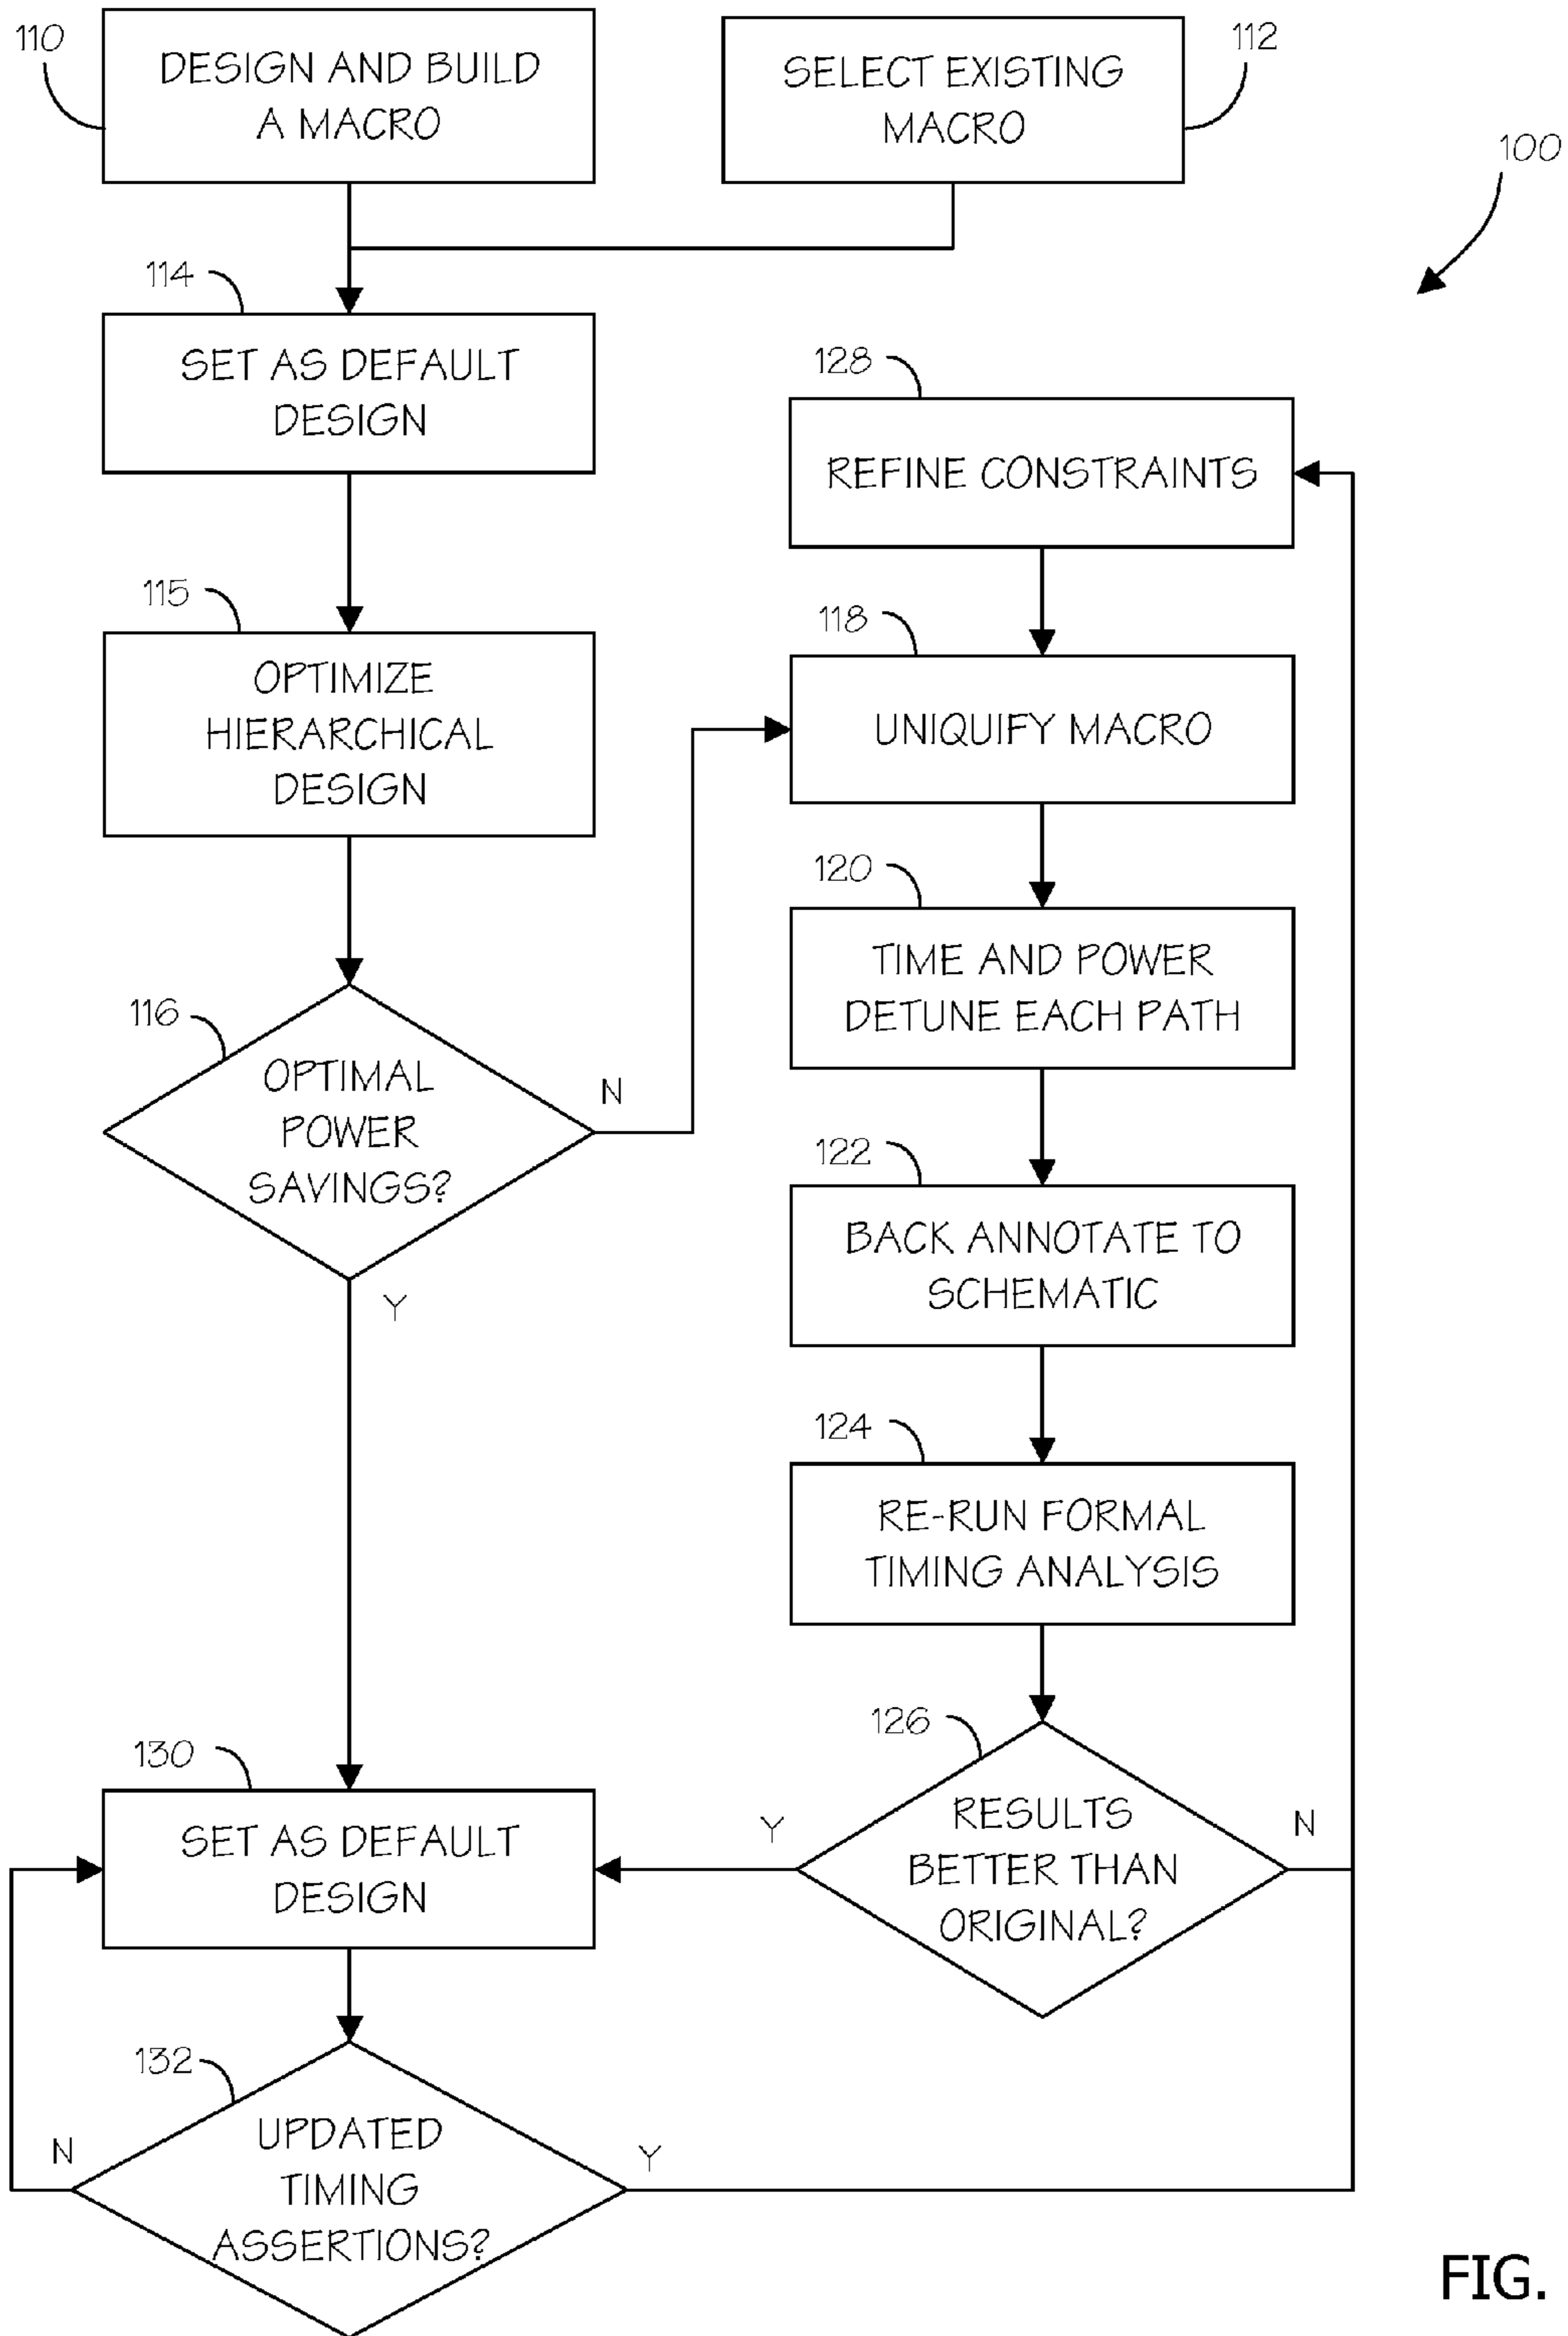 110
DESIGN AND BUILD
A MACRO
SELECT EXISTING
MACRO
112
100
114
SET AS DEFAULT
DESIGN
128
REFINE CONSTRAINTS
115
OPTIMIZE
HIERARCHICAL
DESIGN
118
UNIQUIFY MACRO
120
TIME AND POWER
DETUNE EACH PATH
116
OPTIMAL
POWER
SAVINGS?
N
Y
122
BACK ANNOTATE TO
SCHEMATIC
124
RE-RUN FORMAL
TIMING ANALYSIS
126
RESULTS
BETTER THAN
ORIGINAL?
Y
N
130
SET AS DEFAULT
DESIGN
132
UPDATED
TIMING
ASSERTIONS?
N
Y
FIG.